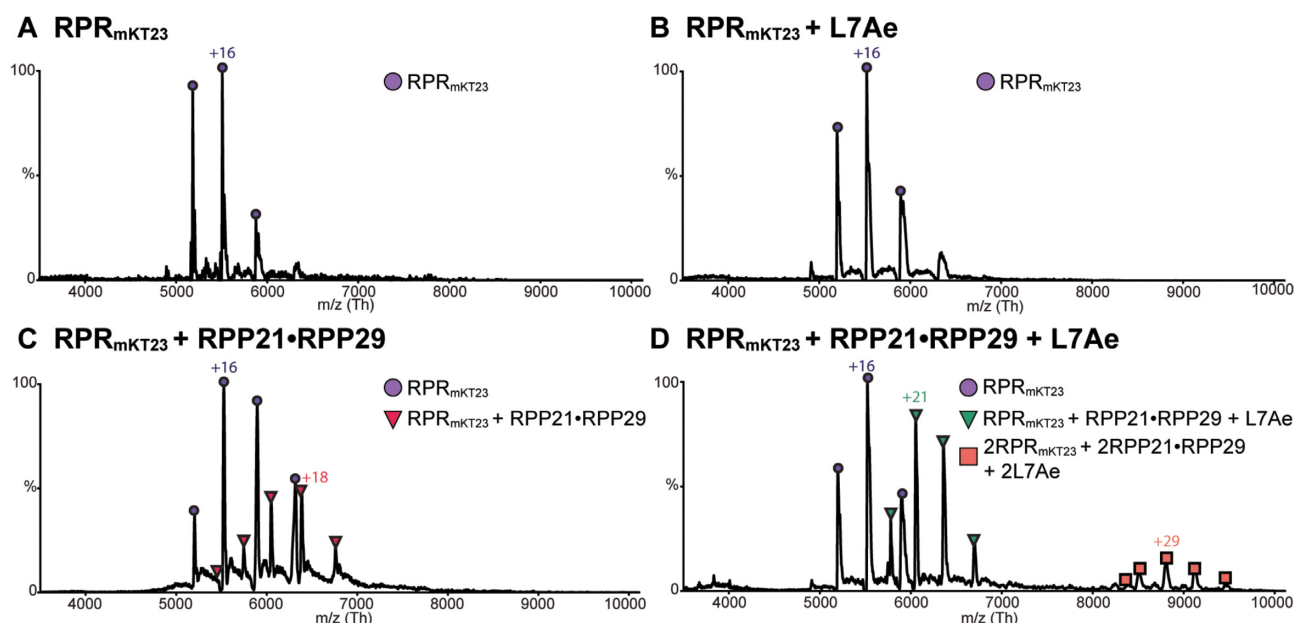 A RPRmKT23
+16
100
RPRmKT23
%
0
4000 5000 6000 7000 8000 9000 10000
m/z (Th)
B RPRmKT23 + L7Ae
+16
100
RPRmKT23
%
0
4000 5000 6000 7000 8000 9000 10000
m/z (Th)
C RPRmKT23 + RPP21•RPP29
+16
100
RPRmKT23
RPRmKT23 + RPP21•RPP29
+18
%
0
4000 5000 6000 7000 8000 9000 10000
m/z (Th)
D RPRmKT23 + RPP21•RPP29 + L7Ae
+16
100
RPRmKT23
+21
RPRmKT23 + RPP21•RPP29 + L7Ae
2RPRmKT23 + 2RPP21•RPP29
+ 2L7Ae
%
+29
0
4000 5000 6000 7000 8000 9000 10000
m/z (Th)